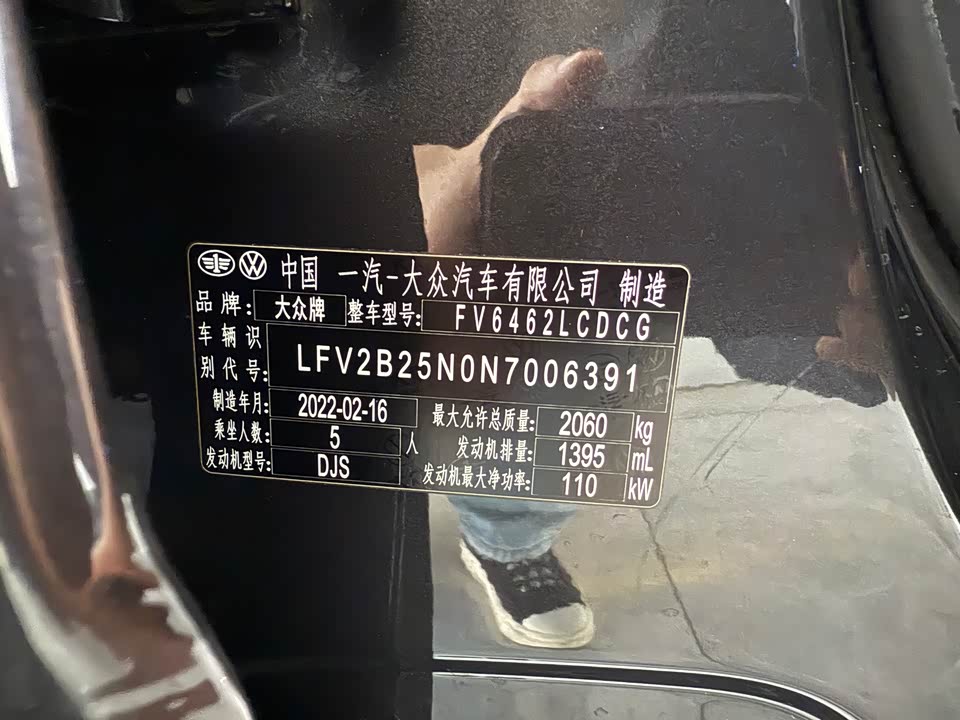 中国 一汽-大众汽车有限公司 制造
品牌: 大众牌 整车型号: FV6462LCDCG
车辆识别代号: LFV2B25N0N7006391
制造年月: 2022-02-16 最大允许总质量: 2060 kg
乘坐人数: 5 人 发动机排量: 1395 mL
发动机型号: DJS 发动机最大净功率: 110 kW